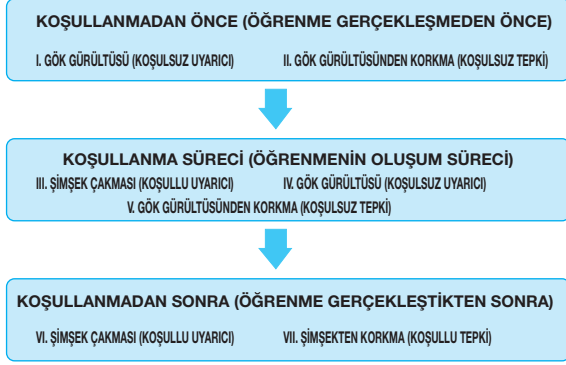 KOŞULLANMADAN ÖNCE (ÖĞRENME GERÇEKLEŞMEDEN ÖNCE)
I. GÖK GÜRÜLTÜSÜ (KOŞULSUZ UYARICI) II. GÖK GÜRÜLTÜSÜNDEN KORKMA (KOŞULSUZ TEPKİ)
KOŞULLANMA SÜRECİ (ÖĞRENMENİN OLUŞUM SÜRECİ)
III. ŞİMŞEK ÇAKMASI (KOŞULLU UYARICI) IV. GÖK GÜRÜLTÜSÜ (KOŞULSUZ UYARICI)
V. GÖK GÜRÜLTÜSÜNDEN KORKMA (KOŞULSUZ TEPKİ)
KOŞULLANMADAN SONRA (ÖĞRENME GERÇEKLEŞTİKTEN SONRA)
VI. ŞİMŞEK ÇAKMASI (KOŞULLU UYARICI) VII. ŞİMŞEKTEN KORKMA (KOŞULLU TEPKİ)